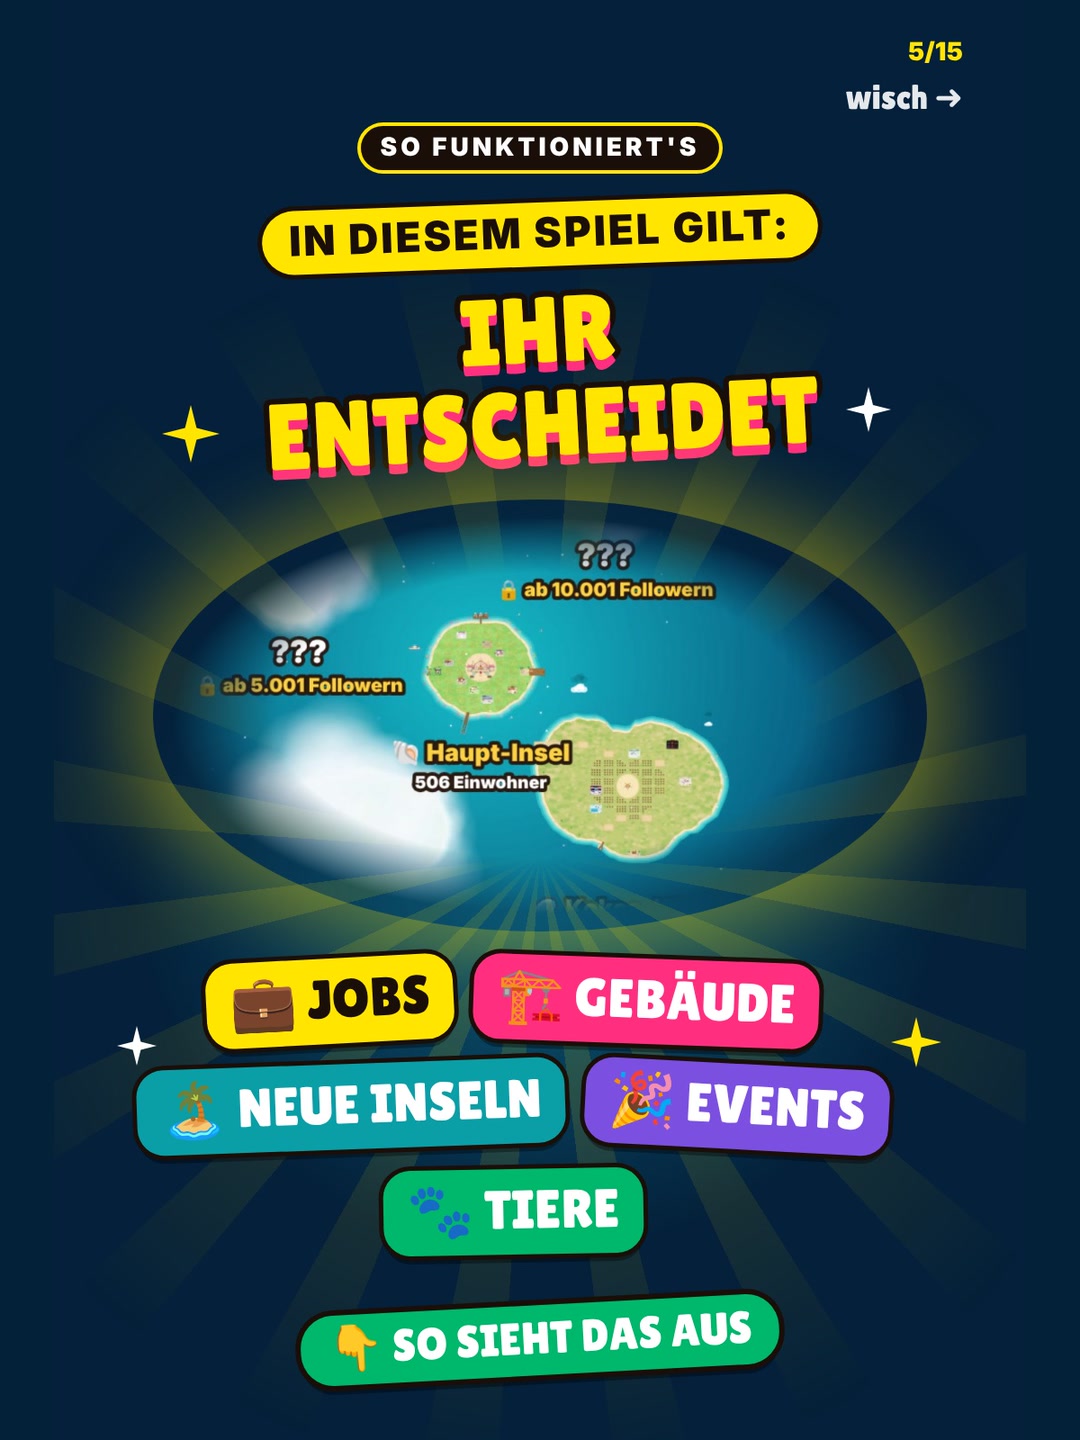 5/15
wisch →
SO FUNKTIONIERT'S
IN DIESEM SPIEL GILT:
IHR
ENTSCHEIDET
???
🔒 ab 10.001 Followern
???
🔒 ab 5.001 Followern
🐚 Haupt-Insel
506 Einwohner
💼 JOBS
🏗️ GEBÄUDE
🏝️ NEUE INSELN
🎉 EVENTS
🐾 TIERE
👇 SO SIEHT DAS AUS